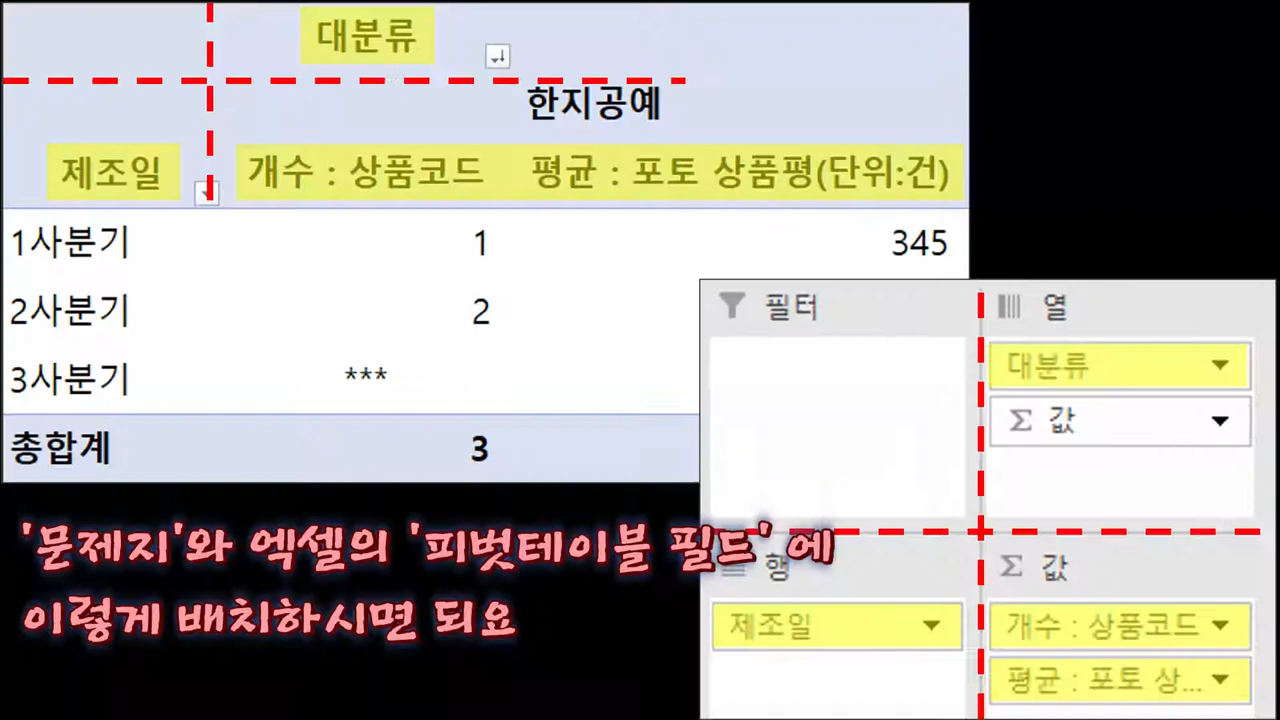 대분류
한지공예
제조일 개수 : 상품코드 평균 : 포토 상품평(단위:건)
1사분기 1 345
2사분기 2
3사분기 ***
총합계 3
필터
열
대분류
Σ 값
행
제조일
Σ 값
개수 : 상품코드
평균 : 포토 상...
'문제지'와 엑셀의 '피벗테이블 필드' 에
이렇게 배치하시면 되요